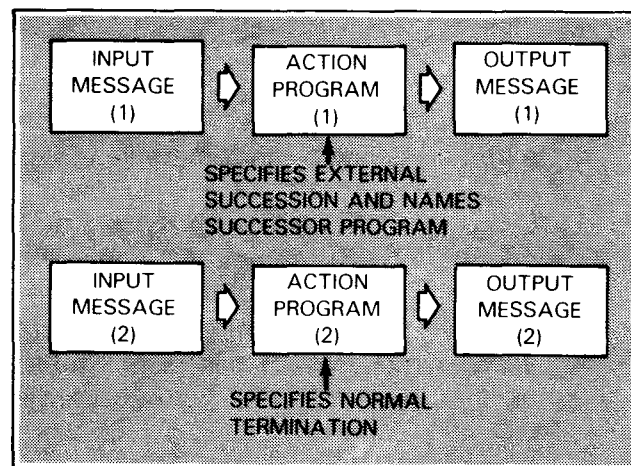 INPUT
MESSAGE
(1)
ACTION
PROGRAM
(1)
OUTPUT
MESSAGE
(1)
SPECIFIES EXTERNAL
SUCCESSION AND NAMES
SUCCESSOR PROGRAM
INPUT
MESSAGE
(2)
ACTION
PROGRAM
(2)
OUTPUT
MESSAGE
(2)
SPECIFIES NORMAL
TERMINATION